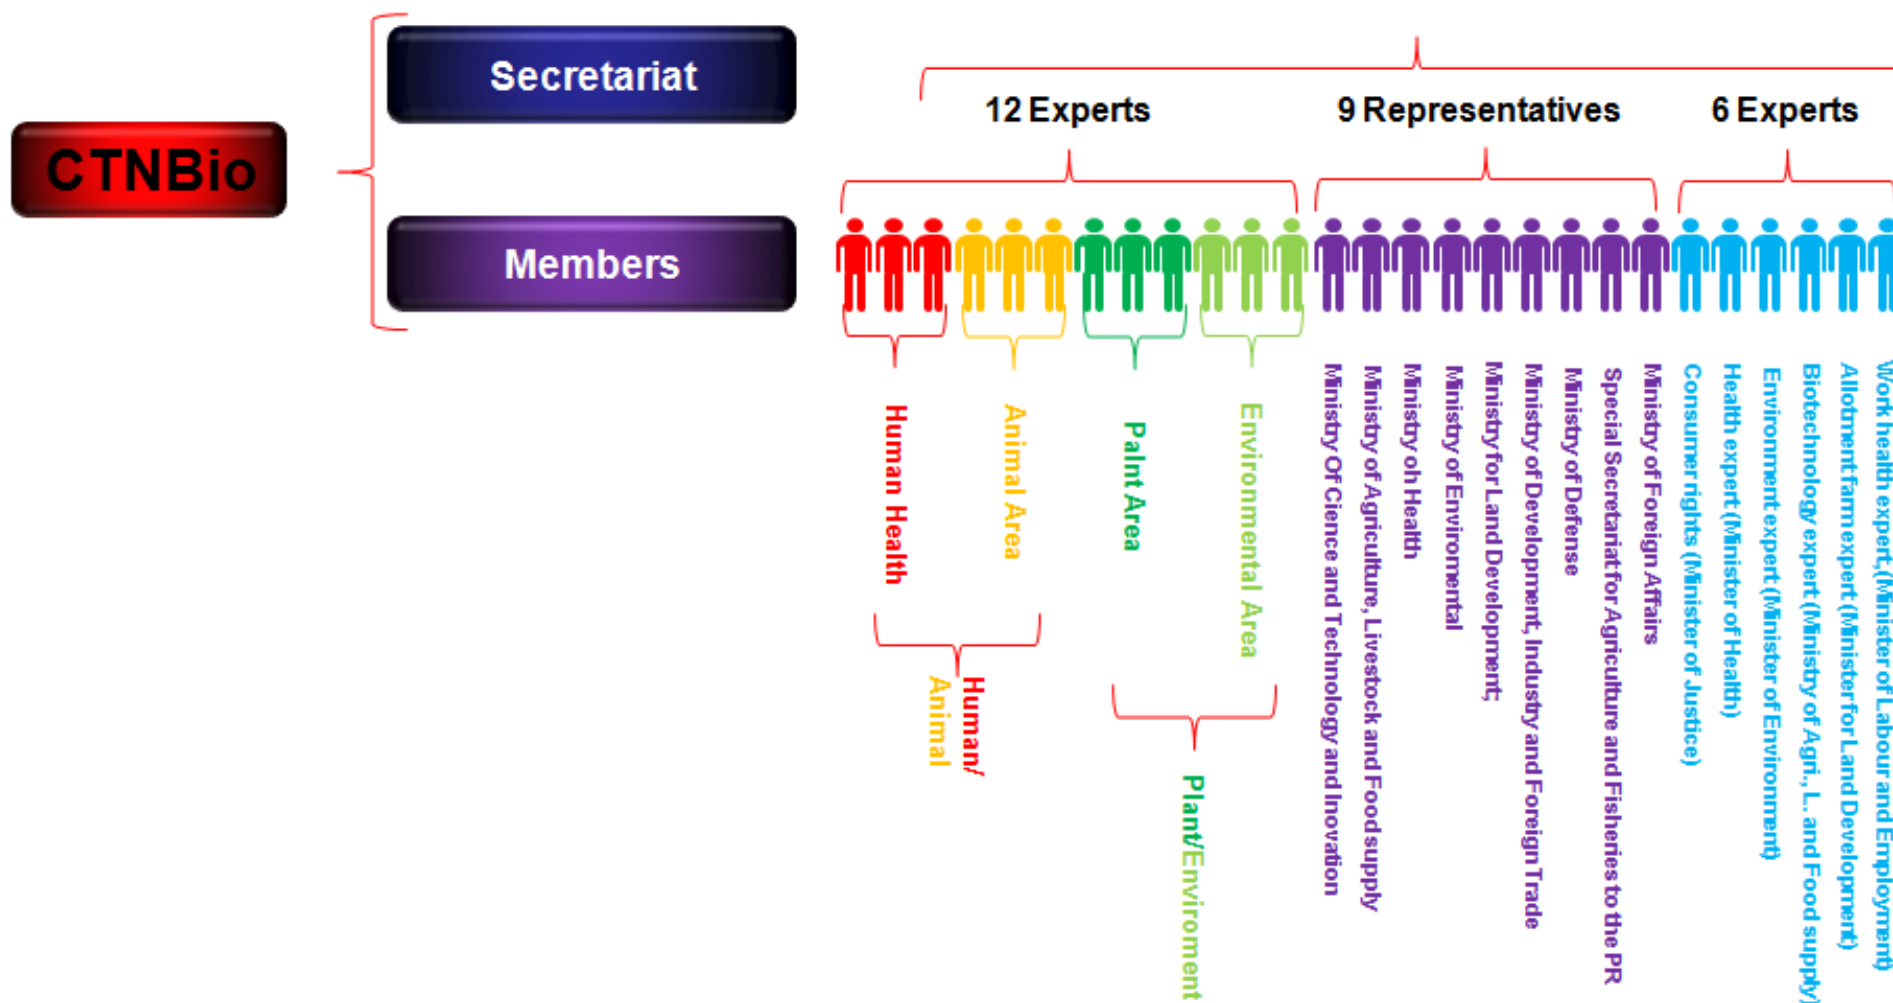 CTNBio
Secretariat
Members
12 Experts
9 Representatives
6 Experts
Human Health
Animal Area
Palnt Area
Environmental Area
Human/
Animal
Plant/Enviroment
Ministry Of Cience and Technology and Inovation
Ministry of Agriculture, Livestock and Food supply
Ministry oh Health
Ministry of Enviromental
Ministry for Land Development;
Ministry of Development, Industry and Foreign Trade
Ministry of Defense
Special Secretariat for Agriculture and Fisheries to the PR
Ministry of Foreign Affairs
Consumer rights (Minister of Justice)
Health expert (Minister of Health)
Environment expert (Minister of Environment)
Biotechnology expert (Ministry of Agri., L. and Food supply)
Allotment farm expert (Minister for Land Development)
Work health expert, (Minister of Labour and Employment)